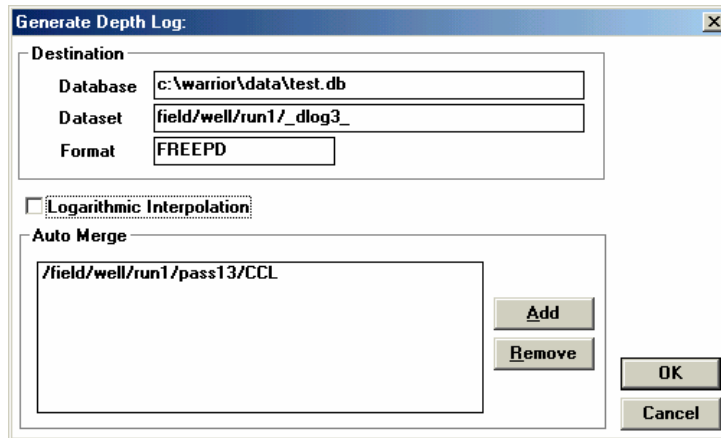 Generate Depth Log:
Destination
Database c:\warrior\data\test.db
Dataset field/well/run1/_dlog3_
Format FREEPD
Logarithmic Interpolation
Auto Merge
/field/well/run1/pass13/CCL
Add
Remove
OK
Cancel